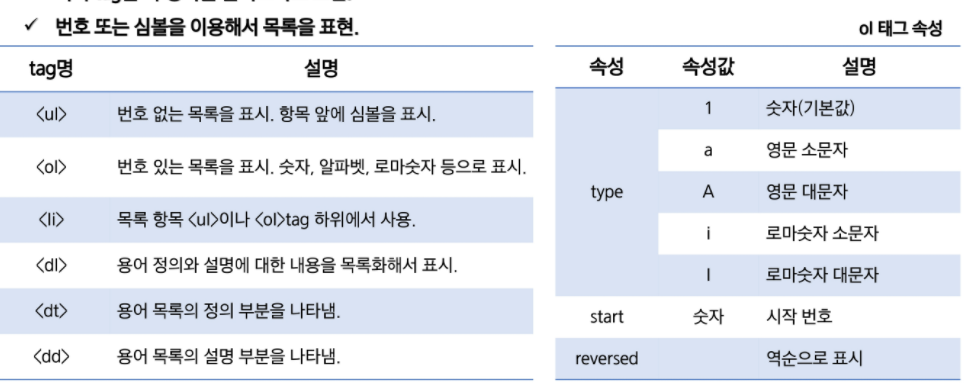 ✓ 번호 또는 심볼을 이용해서 목록을 표현.
tag명 설명
<ul> 번호 없는 목록을 표시. 항목 앞에 심볼을 표시.
<ol> 번호 있는 목록을 표시. 숫자, 알파벳, 로마숫자 등으로 표시.
<li> 목록 항목 <ul>이나 <ol>tag 하위에서 사용.
<dl> 용어 정의와 설명에 대한 내용을 목록화해서 표시.
<dt> 용어 목록의 정의 부분을 나타냄.
<dd> 용어 목록의 설명 부분을 나타냄.
ol 태그 속성
속성 속성값 설명
1 숫자(기본값)
a 영문 소문자
type A 영문 대문자
i 로마숫자 소문자
I 로마숫자 대문자
start 숫자 시작 번호
reversed 역순으로 표시